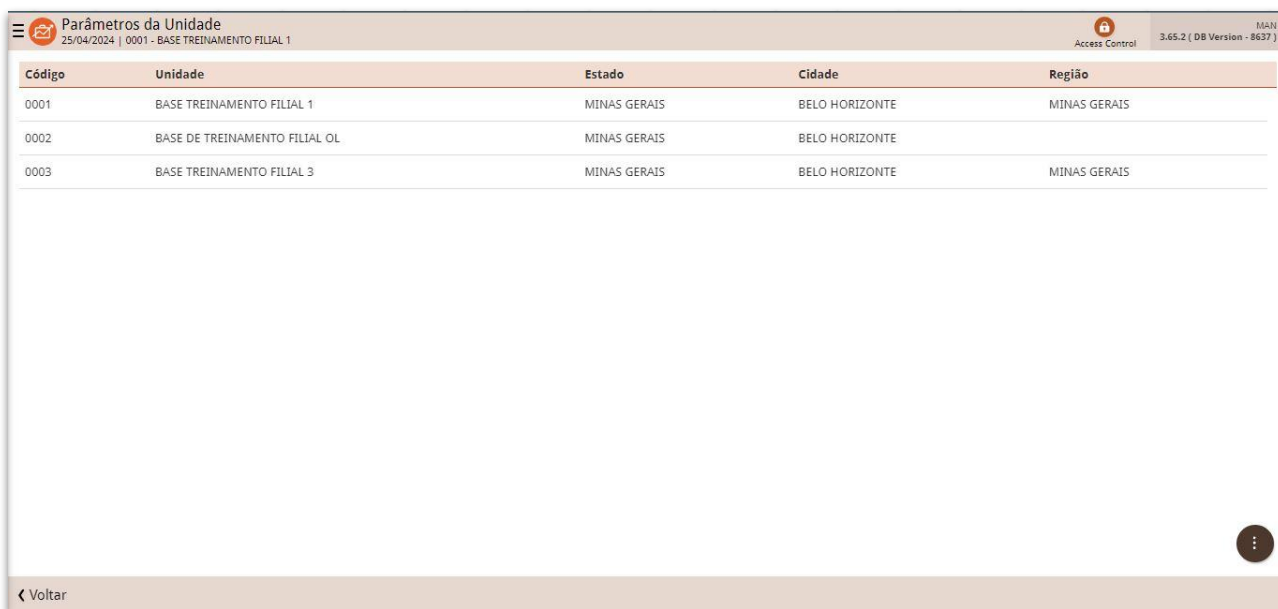 Parâmetros da Unidade
25/04/2024 | 0001 - BASE TREINAMENTO FILIAL 1
Access Control
MAN
3.65.2 ( DB Version - 8637 )
Código Unidade Estado Cidade Região
0001 BASE TREINAMENTO FILIAL 1 MINAS GERAIS BELO HORIZONTE MINAS GERAIS
0002 BASE DE TREINAMENTO FILIAL OL MINAS GERAIS BELO HORIZONTE
0003 BASE TREINAMENTO FILIAL 3 MINAS GERAIS BELO HORIZONTE MINAS GERAIS
Voltar